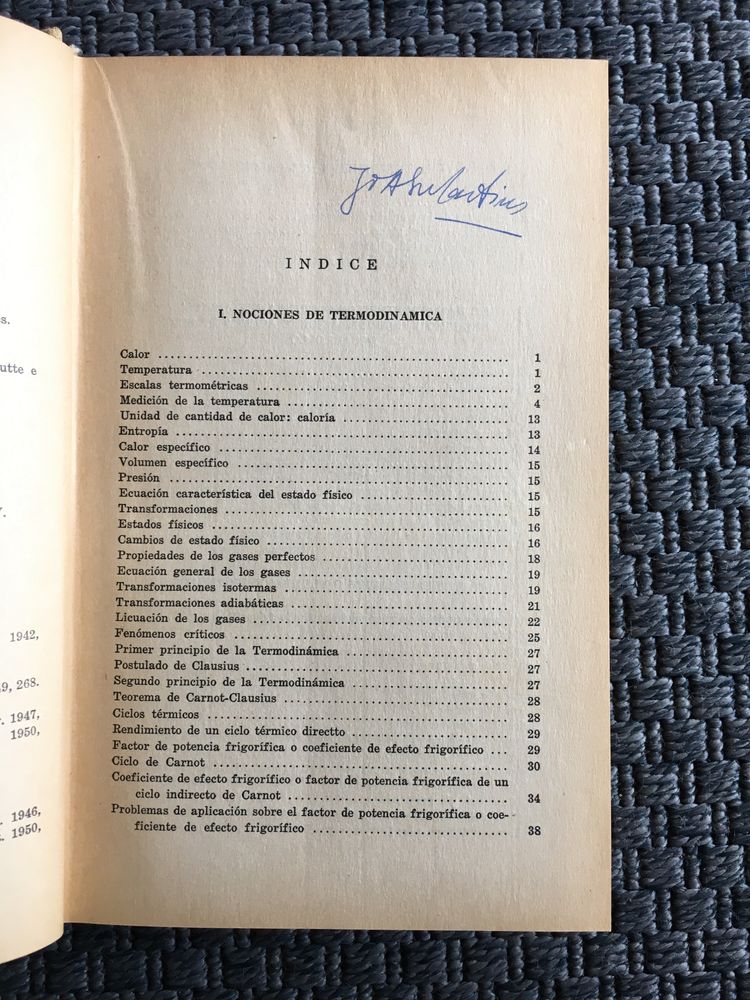 s.
utte e
1942,
9, 268.
. 1947,
1950,
. 1946,
. 1950,
INDICE
I. NOCIONES DE TERMODINAMICA
Calor ........ 1
Temperatura ........ 1
Escalas termométricas ........ 2
Medición de la temperatura ........ 4
Unidad de cantidad de calor: caloría ........ 13
Entropía ........ 13
Calor específico ........ 14
Volumen específico ........ 15
Presión ........ 15
Ecuación característica del estado físico ........ 15
Transformaciones ........ 15
Estados físicos ........ 16
Cambios de estado físico ........ 16
Propiedades de los gases perfectos ........ 18
Ecuación general de los gases ........ 19
Transformaciones isotermas ........ 19
Transformaciones adiabáticas ........ 21
Licuación de los gases ........ 22
Fenómenos críticos ........ 25
Primer principio de la Termodinámica ........ 27
Postulado de Clausius ........ 27
Segundo principio de la Termodinámica ........ 27
Teorema de Carnot-Clausius ........ 28
Ciclos térmicos ........ 28
Rendimiento de un ciclo térmico directto ........ 29
Factor de potencia frigorífica o coeficiente de efecto frigorífico ... 29
Ciclo de Carnot ........ 30
Coeficiente de efecto frigorífico o factor de potencia frigorífica de un
ciclo indirecto de Carnot ........ 34
Problemas de aplicación sobre el factor de potencia frigorífica o coe-
ficiente de efecto frigorífico ........ 38